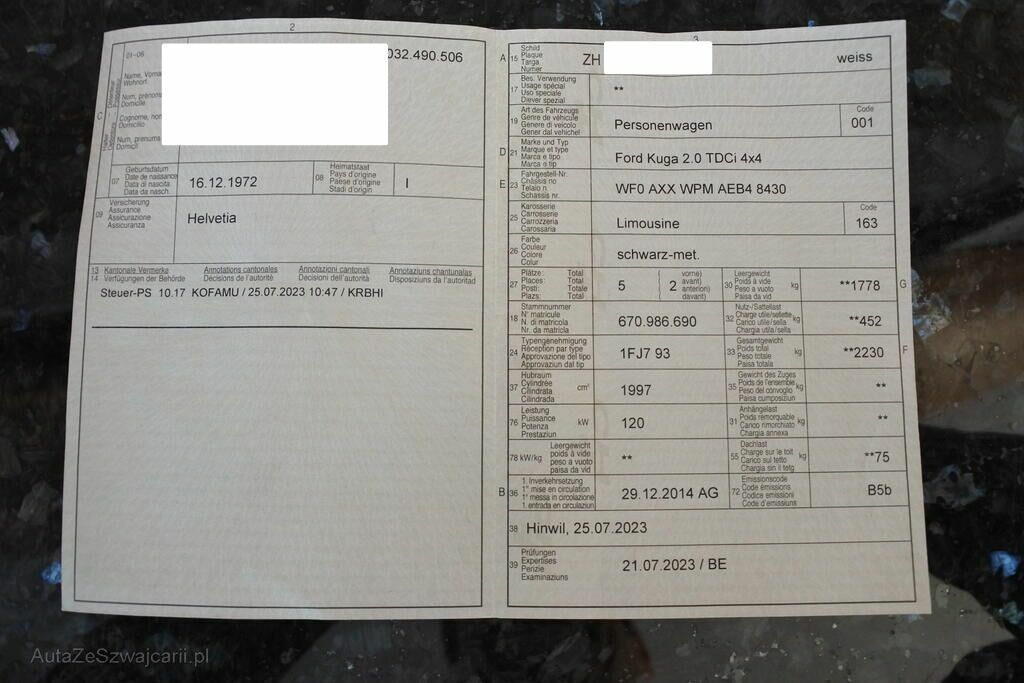 2
01-06
032.490.506
Name, Vorna
Wohnort
Nom, prénom
Domicile
Cognome, nom
Domicilio
Num, prenuma
Domicil
C
07 Geburtsdatum
Date de naissance
Data di nascita
Data da nasch.
16.12.1972
08 Heimatstaat
Pays d'origine
Paese d'origine
Stadi d'origin
I
09 Versicherung
Assurance
Assicurazione
Assicuranza
Helvetia
13 Kantonale Vermerke Annotations cantonales Annotazioni cantonali Annotaziuns chantunalas
14 Verfügungen der Behörde Décisions de l'autorité Decisioni dell'autorità Disposiziuns da l'autoritad
Steuer-PS 10.17 KOFAMU / 25.07.2023 10:47 / KRBHI
3
A 15 Schild
Plaque
Targa
Numer
ZH
weiss
17 Bes. Verwendung
Usage spécial
Uso speciale
Diever spezial
**
19 Art des Fahrzeugs
Genre de véhicule
Genere di veicolo
Gener dal vehichel
Personenwagen
Code
001
D 21 Marke und Typ
Marque et type
Marca e tipo
Marca e tip
Ford Kuga 2.0 TDCi 4x4
E 23 Fahrgestell-Nr.
Châssis no
Telaio n.
Schassis nr.
WF0 AXX WPM AEB4 8430
25 Karosserie
Carrosserie
Carrozzeria
Carossaria
Limousine
Code
163
26 Farbe
Couleur
Colore
Colur
schwarz-met.
27 Plätze: Total
Places: Total
Posti: Totale
Plazs: Total
5 ( 2 vorne)
avant)
anteriori)
davant)
30 Leergewicht
Poids à vide
Peso a vuoto
Paisa da vid
kg
**1778
G
18 Stammnummer
N° matricule
N. di matricola
Nr. da matricla
670.986.690
32 Nutz-/Sattellast
Charge utile/sellette
Carico utile/sella
Chargia utila/sella
kg
**452
24 Typengenehmigung
Réception par type
Approvazione del tipo
Approvaziun dal tip
1FJ7 93
33 Gesamtgewicht
Poids total
Peso totale
Paisa totala
kg
**2230
F
37 Hubraum
Cylindrée
Cilindrata
Cilindrada
cm³
1997
35 Gewicht des Zuges
Poids de l'ensemble
Peso del convoglio
Paisa cumposiziun
kg
**
76 Leistung
Puissance
Potenza
Prestaziun
kW
120
31 Anhängelast
Poids remorquable
Carico rimorchiato
Chargia annexa
kg
**
78 kW/kg Leergewicht
poids à vide
peso a vuoto
paisa da vid
**
55 Dachlast
Charge sur le toit
Carico sul tetto
Chargia sin il tetg
kg
**75
B 36 1. Inverkehrsetzung
1re mise en circulation
1a messa in circolazione
1. entrada en circulaziun
29.12.2014 AG
72 Emissionscode
Code émissions
Codice emissioni
Code d'emissiuns
B5b
38 Hinwil, 25.07.2023
39 Prüfungen
Expertises
Perizie
Examinaziuns
21.07.2023 / BE
AutaZeSzwajcarii.pl